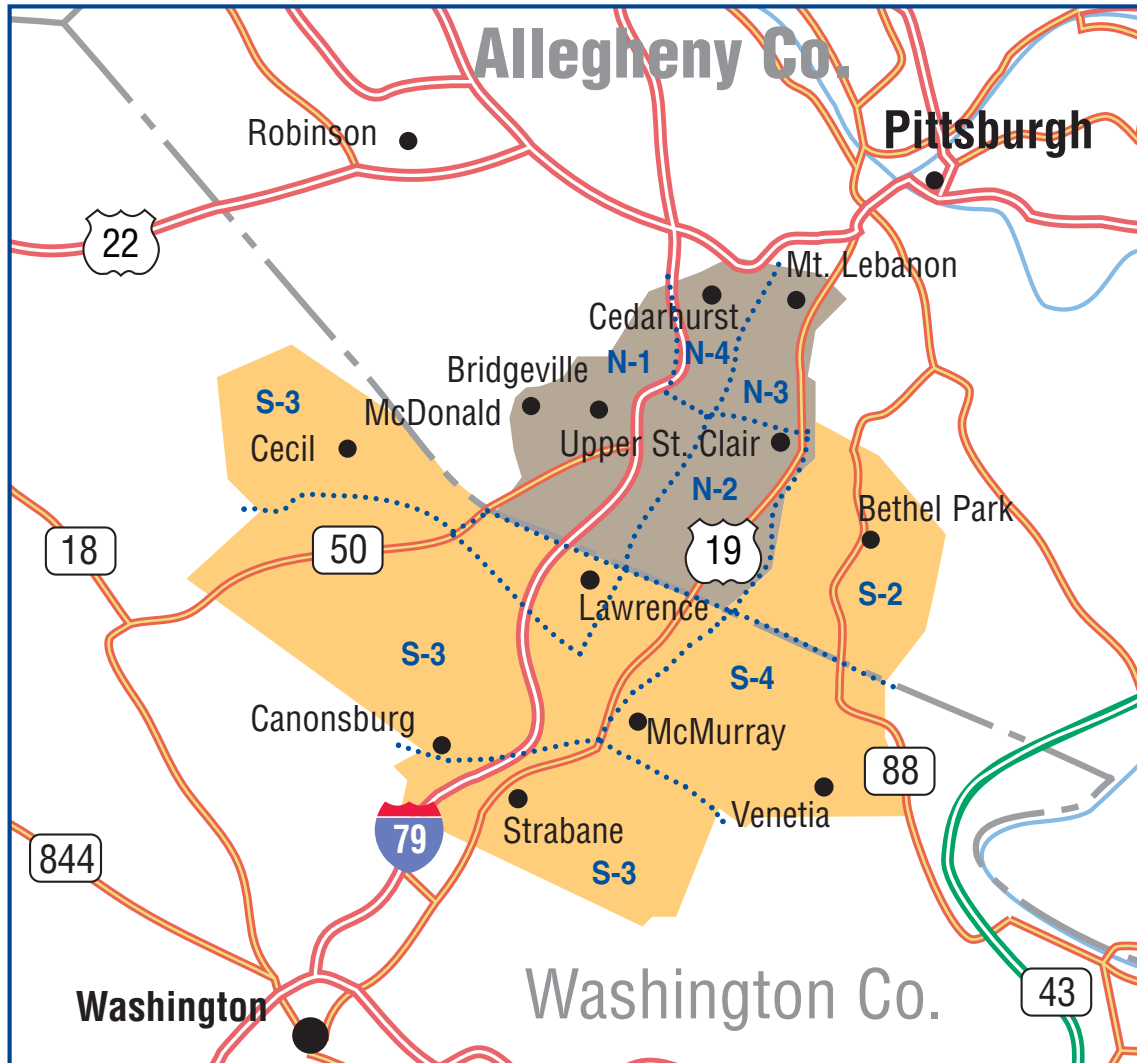 Allegheny Co.
Robinson
Pittsburgh
22
Mt. Lebanon
Cedarhurst
N-1
N-4
Bridgeville
N-3
S-3
McDonald
Cecil
Upper St. Clair
N-2
Bethel Park
18
50
19
Lawrence
S-2
S-3
S-4
Canonsburg
McMurray
88
Venetia
79
Strabane
844
S-3
Washington
Washington Co.
43